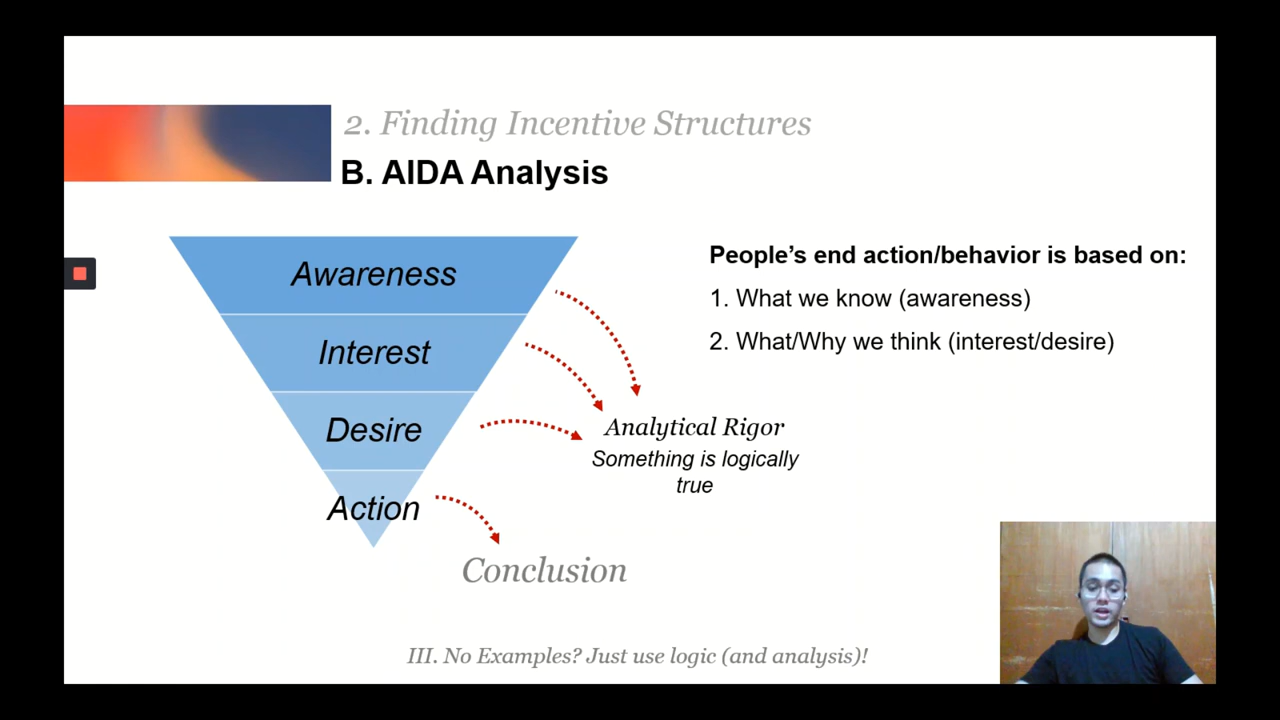 2. Finding Incentive Structures
B. AIDA Analysis
Awareness
Interest
Desire
Action
People's end action/behavior is based on:
1. What we know (awareness)
2. What/Why we think (interest/desire)
Analytical Rigor
Something is logically
true
Conclusion
III. No Examples? Just use logic (and analysis)!